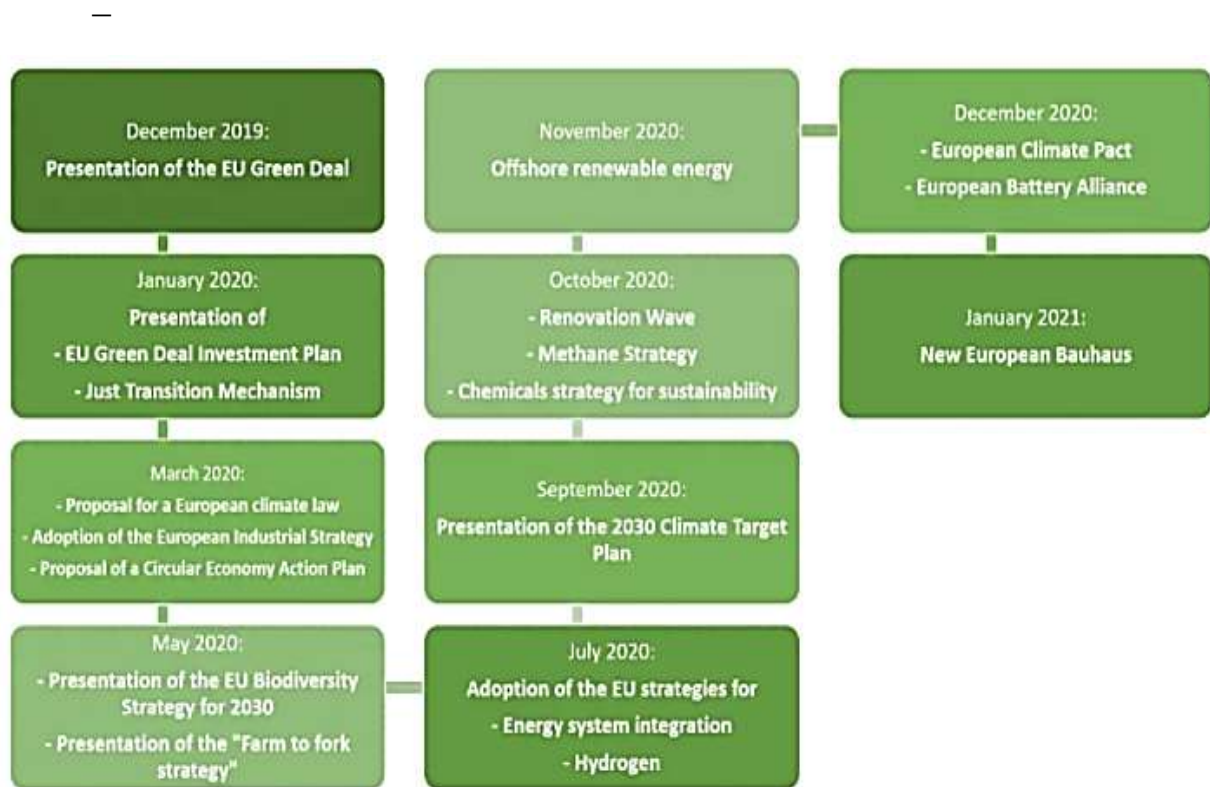 December 2019:
Presentation of the EU Green Deal
January 2020:
Presentation of
- EU Green Deal Investment Plan
- Just Transition Mechanism
March 2020:
- Proposal for a European climate law
- Adoption of the European Industrial Strategy
- Proposal of a Circular Economy Action Plan
May 2020:
- Presentation of the EU Biodiversity
Strategy for 2030
- Presentation of the "Farm to fork
strategy"
July 2020:
Adoption of the EU strategies for
- Energy system integration
- Hydrogen
September 2020:
Presentation of the 2030 Climate Target
Plan
October 2020:
- Renovation Wave
- Methane Strategy
- Chemicals strategy for sustainability
November 2020:
Offshore renewable energy
December 2020:
- European Climate Pact
- European Battery Alliance
January 2021:
New European Bauhaus